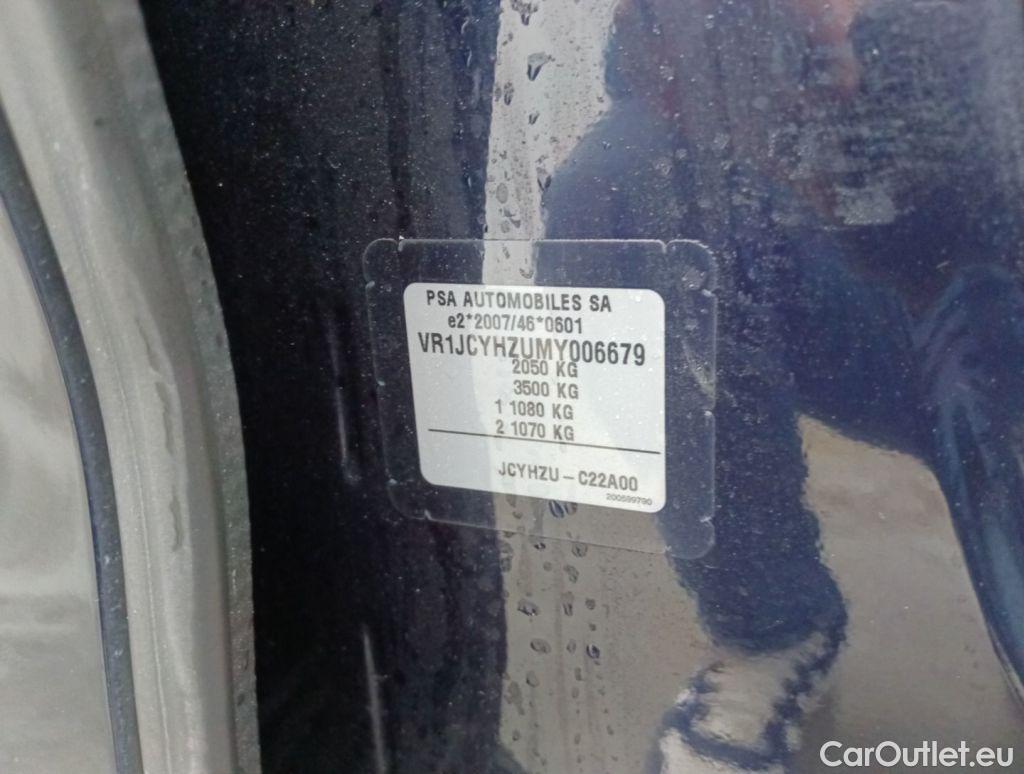 PSA AUTOMOBILES SA
e2*2007/46*0601
VR1JCYHZUMY006679
2050 KG
3500 KG
1 1080 KG
2 1070 KG
JCYHZU - C22A00
200599790
CarOutlet.eu